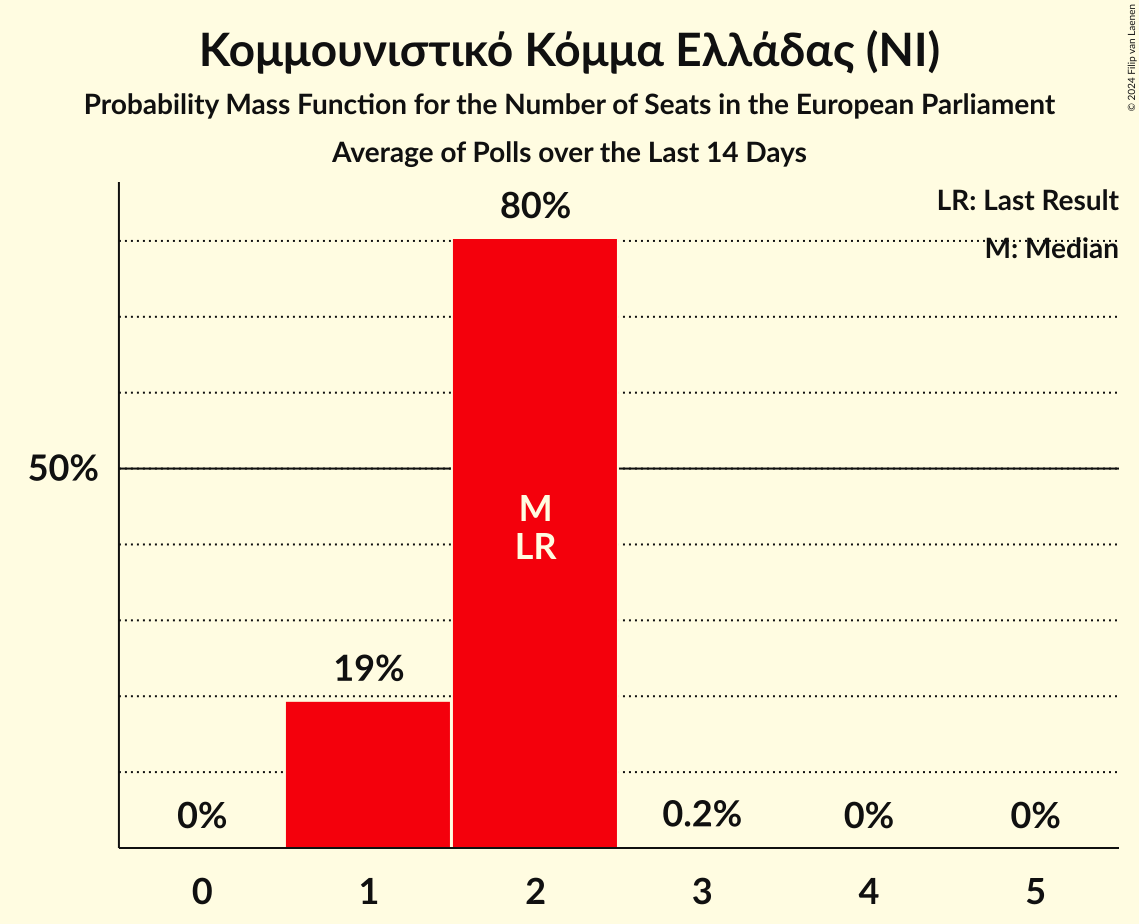 Κομμουνιστικό Κόμμα Ελλάδας (NI)
Probability Mass Function for the Number of Seats in the European Parliament
Average of Polls over the Last 14 Days
© 2024 Filip van Laenen
LR: Last Result
M: Median
80%
50%
M
LR
19%
0%
0.2%
0%
0%
0
1
2
3
4
5